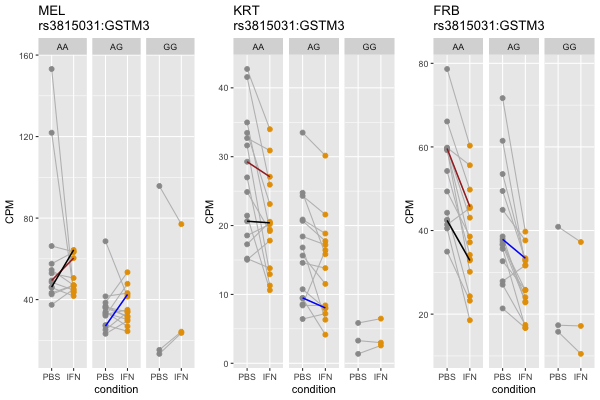 MEL
rs3815031:GSTM3
AA AG GG
160
120
80
40
CPM
PBS IFN PBS IFN PBS IFN
condition
KRT
rs3815031:GSTM3
AA AG GG
40
30
20
10
0
CPM
PBS IFN PBS IFN PBS IFN
condition
FRB
rs3815031:GSTM3
AA AG GG
80
60
40
20
CPM
PBS IFN PBS IFN PBS IFN
condition